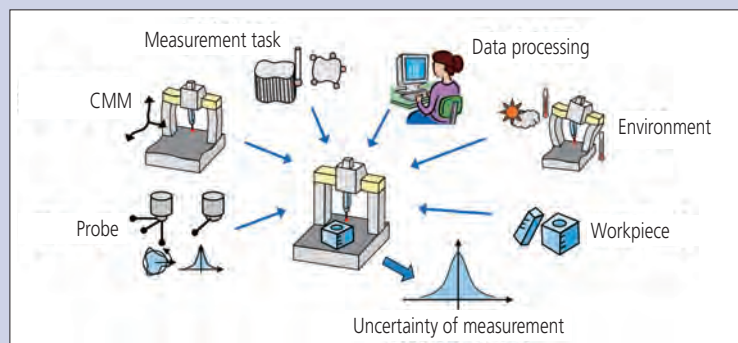 Measurement task
Data processing
CMM
Environment
Probe
Workpiece
Uncertainty of measurement